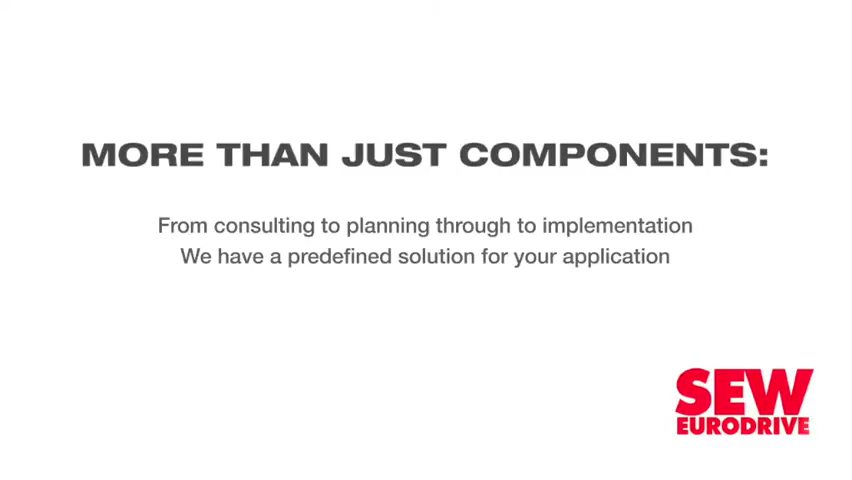 MORE THAN JUST COMPONENTS:
From consulting to planning through to implementation
We have a predefined solution for your application
SEW
EURODRIVE